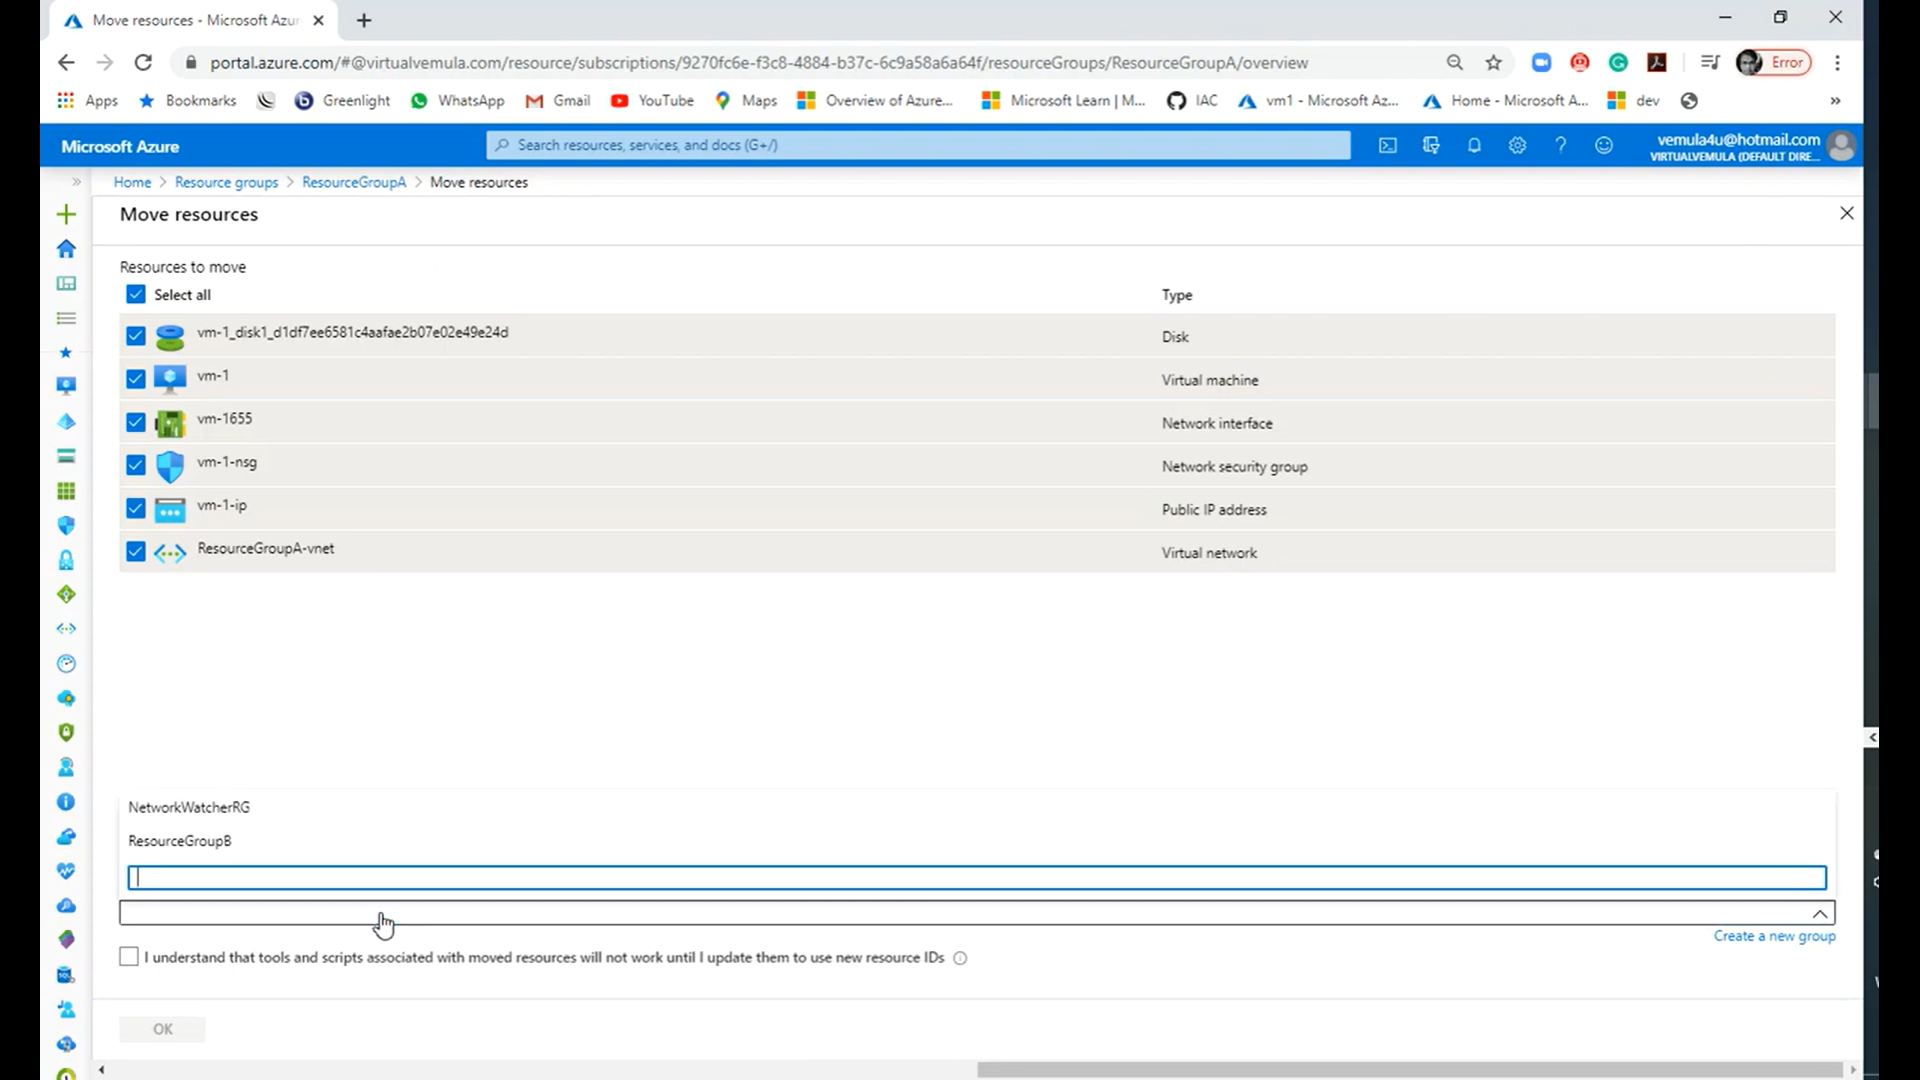 Move resources - Microsoft Azur
portal.azure.com/#@virtualvemula.com/resource/subscriptions/9270fc6e-f3c8-4884-b37c-6c9a58a6a64f/resourceGroups/ResourceGroupA/overview
Error
Apps Bookmarks Greenlight WhatsApp Gmail YouTube Maps Overview of Azure... Microsoft Learn | M... IAC vm1 - Microsoft Az... Home - Microsoft A... dev »
Microsoft Azure
Search resources, services, and docs (G+/)
vemula4u@hotmail.com
VIRTUALVEMULA (DEFAULT DIRE...
Home > Resource groups > ResourceGroupA > Move resources
Move resources
Resources to move
Select all Type
vm-1_disk1_d1df7ee6581c4aafae2b07e02e49e24d Disk
vm-1 Virtual machine
vm-1655 Network interface
vm-1-nsg Network security group
vm-1-ip Public IP address
ResourceGroupA-vnet Virtual network
NetworkWatcherRG
ResourceGroupB
Create a new group
I understand that tools and scripts associated with moved resources will not work until I update them to use new resource IDs
OK